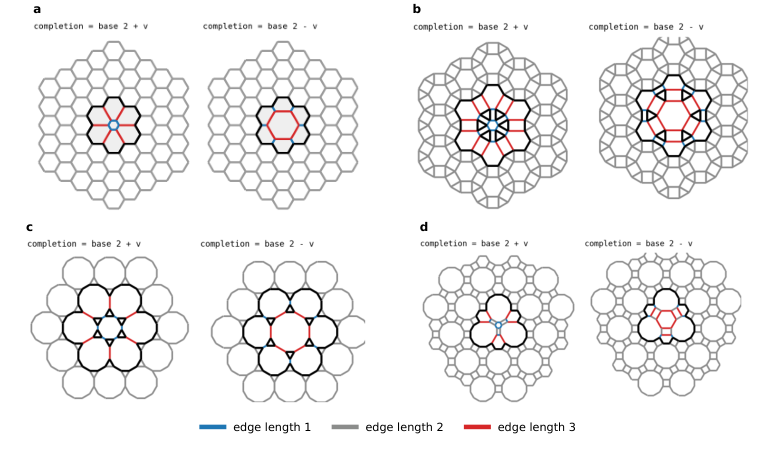 a
completion = base 2 + v
completion = base 2 - v
b
completion = base 2 + v
completion = base 2 - v
c
completion = base 2 + v
completion = base 2 - v
d
completion = base 2 + v
completion = base 2 - v
edge length 1
edge length 2
edge length 3